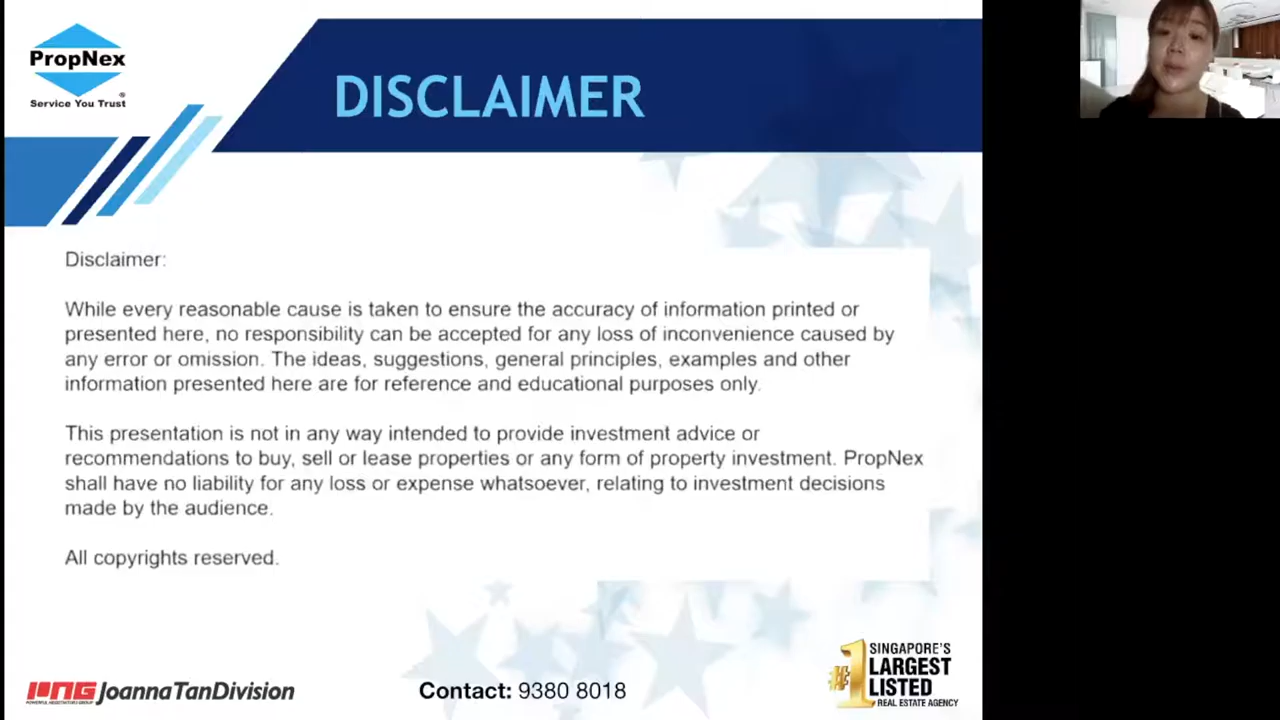 PropNex
Service You Trust
DISCLAIMER
Disclaimer:
While every reasonable cause is taken to ensure the accuracy of information printed or
presented here, no responsibility can be accepted for any loss of inconvenience caused by
any error or omission. The ideas, suggestions, general principles, examples and other
information presented here are for reference and educational purposes only.
This presentation is not in any way intended to provide investment advice or
recommendations to buy, sell or lease properties or any form of property investment. PropNex
shall have no liability for any loss or expense whatsoever, relating to investment decisions
made by the audience.
All copyrights reserved.
PNG JoannaTanDivision
POWERFUL NEGOTIATORS GROUP
Contact: 9380 8018
#1 SINGAPORE'S
LARGEST
LISTED
REAL ESTATE AGENCY